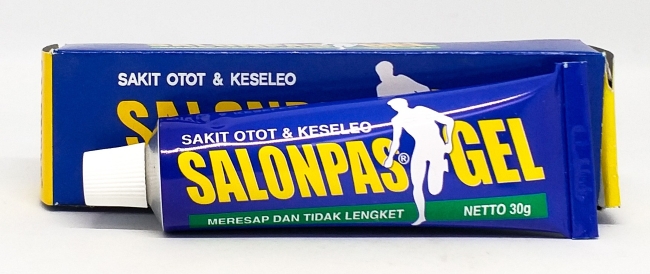 SAKIT OTOT & KESELEO
SAKIT OTOT & KESELEO
SALONPAS® GEL
MERESAP DAN TIDAK LENGKET
NETTO 30g